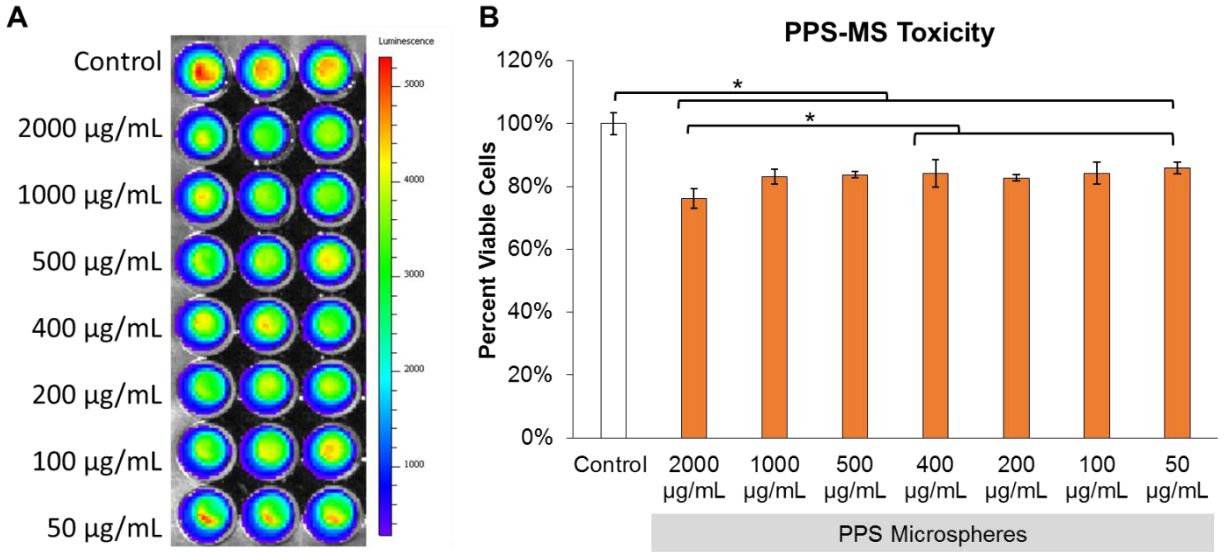 A
Control
2000 µg/mL
1000 µg/mL
500 µg/mL
400 µg/mL
200 µg/mL
100 µg/mL
50 µg/mL
Luminescence
5000
4000
3000
2000
1000
B
PPS-MS Toxicity
Percent Viable Cells
120%
100%
80%
60%
40%
20%
0%
*
*
Control
2000
µg/mL
1000
µg/mL
500
µg/mL
400
µg/mL
200
µg/mL
100
µg/mL
50
µg/mL
PPS Microspheres